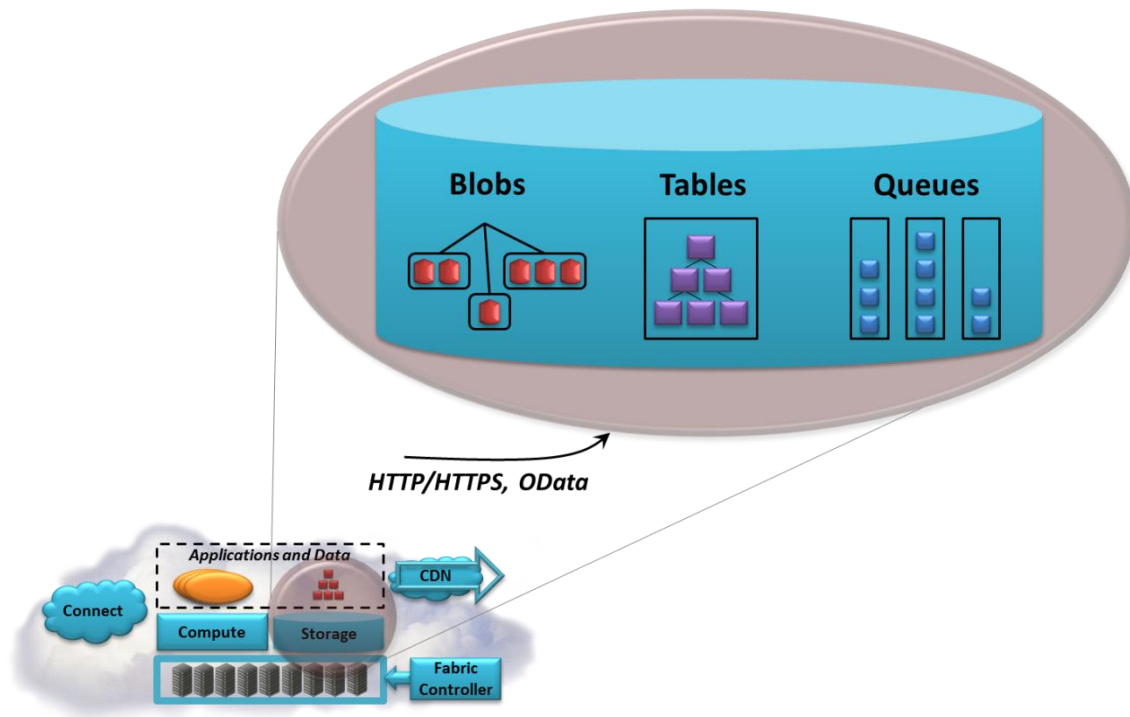 Blobs
Tables
Queues
HTTP/HTTPS, OData
Applications and Data
CDN
Connect
Compute
Storage
Fabric
Controller